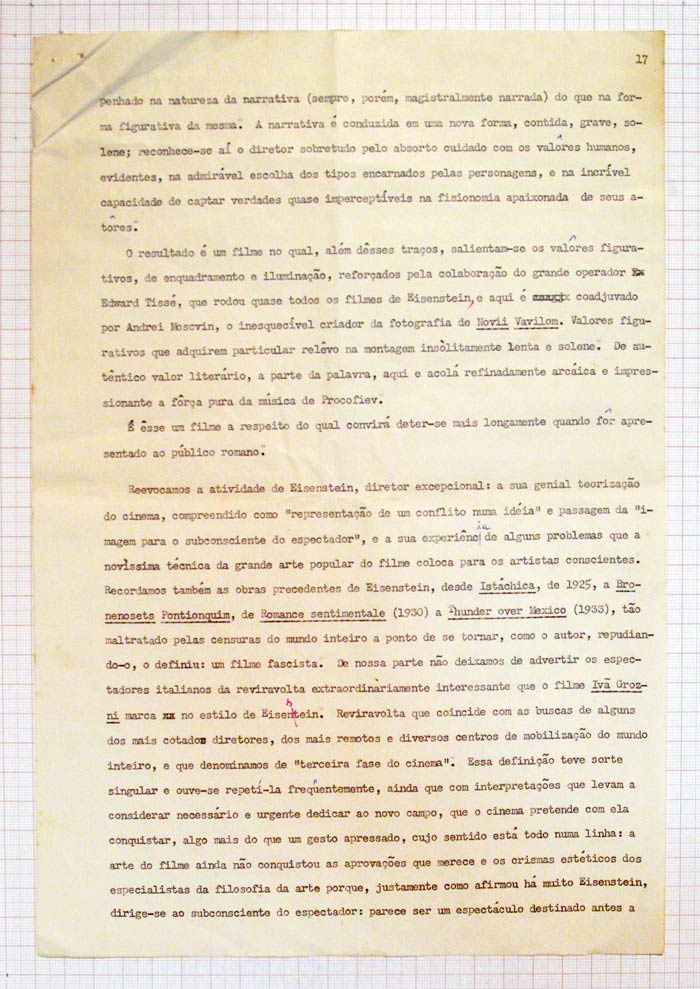 17
penhado na natureza da narrativa (sempre, porém, magistralmente narrada) do que na for-
ma figurativa da mesma. A narrativa é conduzida em uma nova forma, contida, grave, so-
lene; reconhece-se aí o diretor sobretudo pelo absorto cuidado com os valôres humanos,
evidentes, na admirável escolha dos tipos encarnados pelas personagens, e na incrível
capacidade de captar verdades quase imperceptíveis na fisionomia apaixonada de seus a-
tôres.
O resultado é um filme no qual, além dêsses traços, salientam-se os valôres figura-
tivos, de enquadramento e iluminação, reforçados pela colaboração do grande operador Ex
Edward Tissé, que rodou quase todos os filmes de Eisenstein, e aqui é coadjuvado
por Andrei Moscvin, o inesquecível criador da fotografia de Novii Vavilom. Valores figu-
rativos que adquirem particular relêvo na montagem insòlitamente lenta e solene. De au-
têntico valor literário, a parte da palavra, aqui e acolá refinadamente arcáica e impres-
sionante a fôrça pura da música de Procofiev.
É êsse um filme a respeito do qual convirá deter-se mais longamente quando fôr apre-
sentado ao público romano.
Reevocamos a atividade de Eisenstein, diretor excepcional: a sua genial teorização
do cinema, compreendido como "representação de um conflito numa idéia" e passagem da "i-
magem para o subconsciente do espectador", e a sua experiência de alguns problemas que a
novíssima técnica da grande arte popular do filme coloca para os artistas conscientes.
Recordamos também as obras precedentes de Eisenstein, desde Istáchica, de 1925, a Bro-
nenosets Pontionquim, de Romance sentimentale (1930) a Thunder over Mexico (1933), tão
maltratado pelas censuras do mundo inteiro a ponto de se tornar, como o autor, repudian-
do-o, o definiu: um filme fascista. De nossa parte não deixamos de advertir os espec-
tadores italianos da reviravolta extraordinàriamente interessante que o filme Ivã Groz-
ni marca xx no estilo de Eisenstein. Reviravolta que coincide com as buscas de alguns
dos mais cotados diretores, dos mais remotos e diversos centros de mobilização do mundo
inteiro, e que denominamos de "terceira fase do cinema". Essa definição teve sorte
singular e ouve-se repetí-la freqüentemente, ainda que com interpretações que levam a
considerar necessário e urgente dedicar ao novo campo, que o cinema pretende com ela
conquistar, algo mais do que um gesto apressado, cujo sentido está todo numa linha: a
arte do filme ainda não conquistou as aprovações que merece e os crismas estéticos dos
especialistas da filosofia da arte porque, justamente como afirmou há muito Eisenstein,
dirige-se ao subconsciente do espectador: parece ser um espectáculo destinado antes a